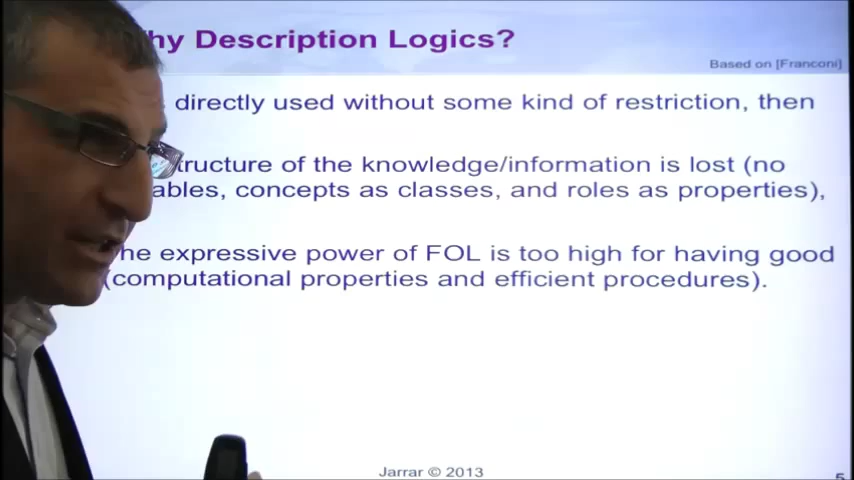 hy Description Logics?
Based on [Franconi]
directly used without some kind of restriction, then
tructure of the knowledge/information is lost (no
ables, concepts as classes, and roles as properties),
he expressive power of FOL is too high for having good
(computational properties and efficient procedures).
Jarrar © 2013
5